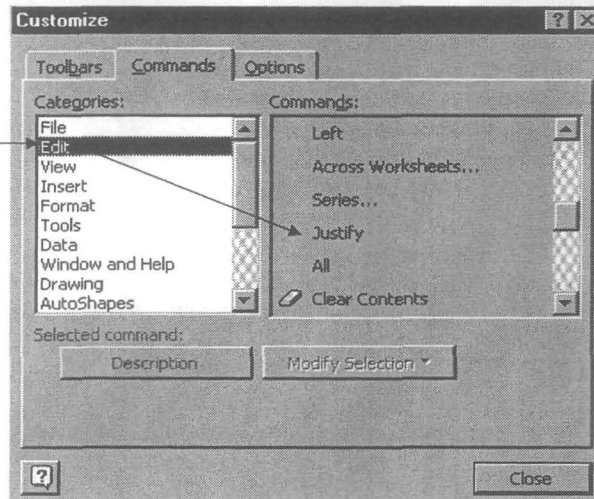 Customize
Toolbars Commands Options
Categories: Commands:
File
Edit
View
Insert
Format
Tools
Data
Window and Help
Drawing
AutoShapes
Left
Across Worksheets...
Series...
Justify
All
Clear Contents
Selected command:
Description Modify Selection
Close